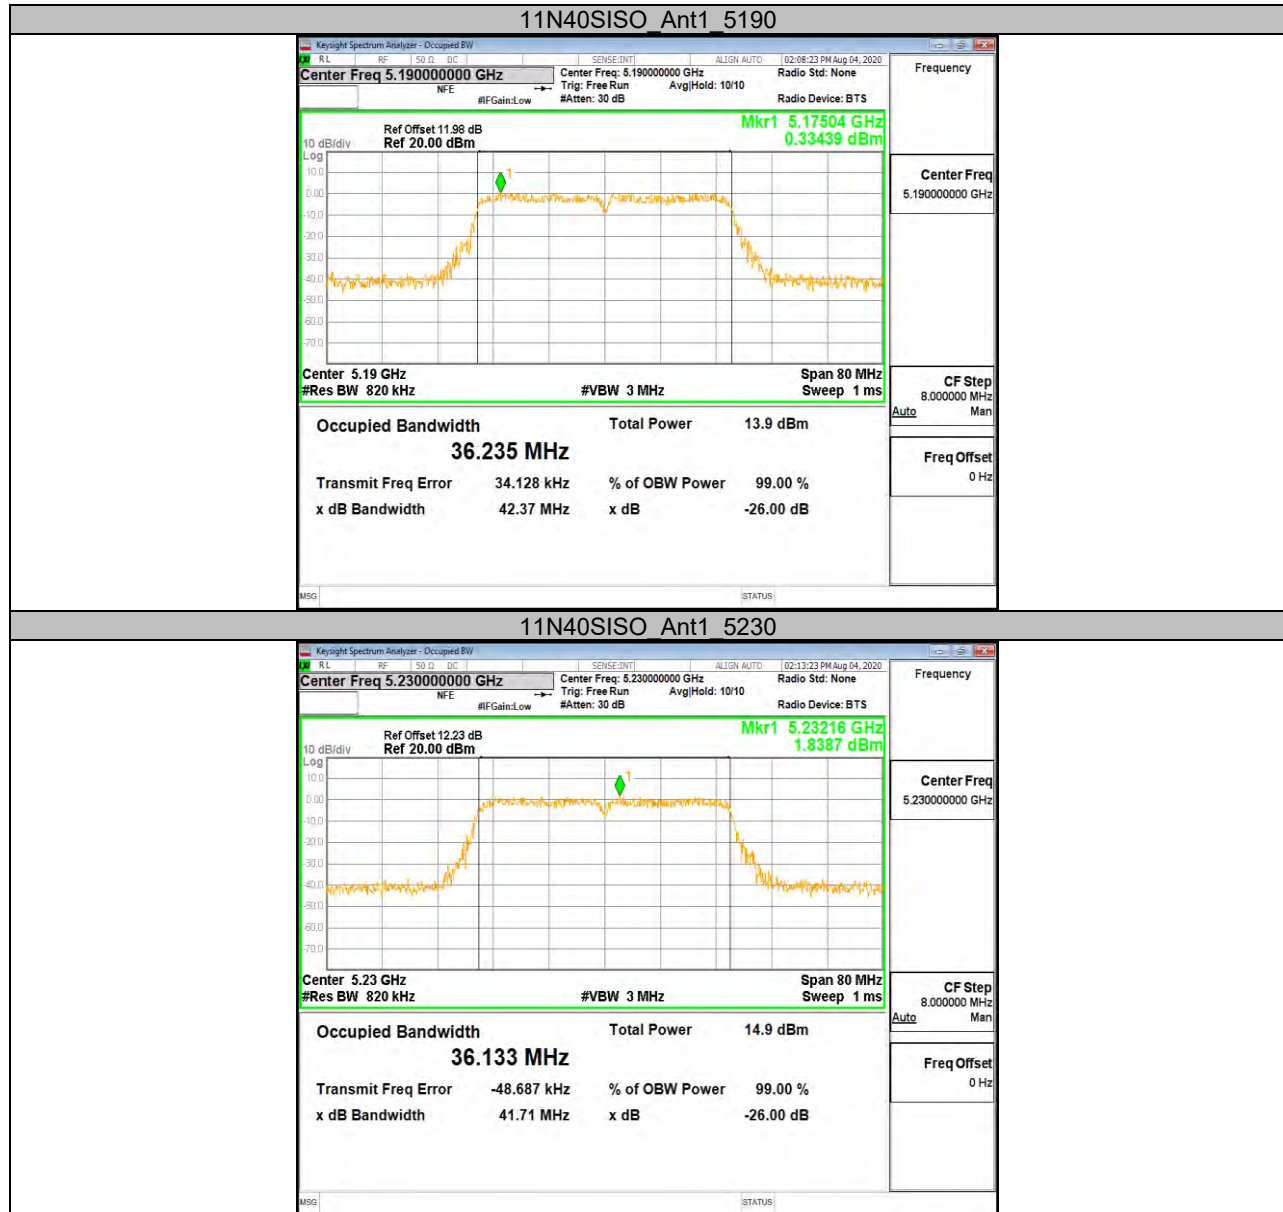 11N40SISO_Ant1_5190
Keysight Spectrum Analyzer - Occupied BW
RL RF 50 Ω DC SENSE:INT ALIGN AUTO 02:08:23 PM Aug 04, 2020
Center Freq 5.190000000 GHz
Center Freq: 5.190000000 GHz
Radio Std: None
NFE
Trig: Free Run
Avg|Hold: 10/10
#IFGain:Low
#Atten: 30 dB
Radio Device: BTS
Frequency
Mkr1 5.17504 GHz
0.33439 dBm
Ref Offset 11.98 dB
10 dB/div Ref 20.00 dBm
Log
10.0
0.00
-10.0
-20.0
-30.0
-40.0
-50.0
-60.0
-70.0
1
Center Freq
5.190000000 GHz
Center 5.19 GHz
Span 80 MHz
#Res BW 820 kHz
#VBW 3 MHz
Sweep 1 ms
CF Step
8.000000 MHz
Auto Man
Occupied Bandwidth
Total Power 13.9 dBm
36.235 MHz
Transmit Freq Error 34.128 kHz % of OBW Power 99.00 %
x dB Bandwidth 42.37 MHz x dB -26.00 dB
Freq Offset
0 Hz
MSG STATUS
11N40SISO_Ant1_5230
Keysight Spectrum Analyzer - Occupied BW
RL RF 50 Ω DC SENSE:INT ALIGN AUTO 02:13:23 PM Aug 04, 2020
Center Freq 5.230000000 GHz
Center Freq: 5.230000000 GHz
Radio Std: None
NFE
Trig: Free Run
Avg|Hold: 10/10
#IFGain:Low
#Atten: 30 dB
Radio Device: BTS
Frequency
Mkr1 5.23216 GHz
1.8387 dBm
Ref Offset 12.23 dB
10 dB/div Ref 20.00 dBm
Log
10.0
0.00
-10.0
-20.0
-30.0
-40.0
-50.0
-60.0
-70.0
1
Center Freq
5.230000000 GHz
Center 5.23 GHz
Span 80 MHz
#Res BW 820 kHz
#VBW 3 MHz
Sweep 1 ms
CF Step
8.000000 MHz
Auto Man
Occupied Bandwidth
Total Power 14.9 dBm
36.133 MHz
Transmit Freq Error -48.687 kHz % of OBW Power 99.00 %
x dB Bandwidth 41.71 MHz x dB -26.00 dB
Freq Offset
0 Hz
MSG STATUS